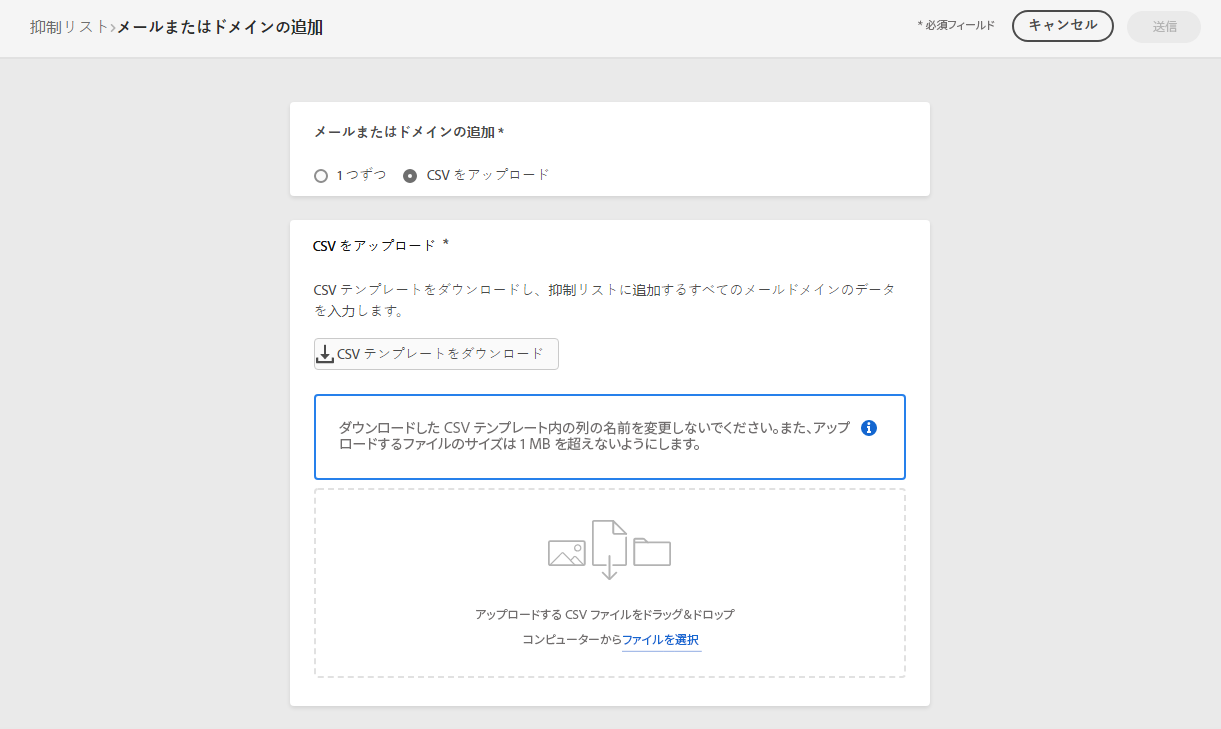 抑制リスト›メールまたはドメインの追加
* 必須フィールド
キャンセル
送信
メールまたはドメインの追加 *
1 つずつ
CSV をアップロード
CSV をアップロード *
CSV テンプレートをダウンロードし、抑制リストに追加するすべてのメールドメインのデータ
を入力します。
CSV テンプレートをダウンロード
ダウンロードした CSV テンプレート内の列の名前を変更しないでください。また、アップ
ロードするファイルのサイズは 1 MB を超えないようにします。
アップロードする CSV ファイルをドラッグ&ドロップ
コンピューターからファイルを選択